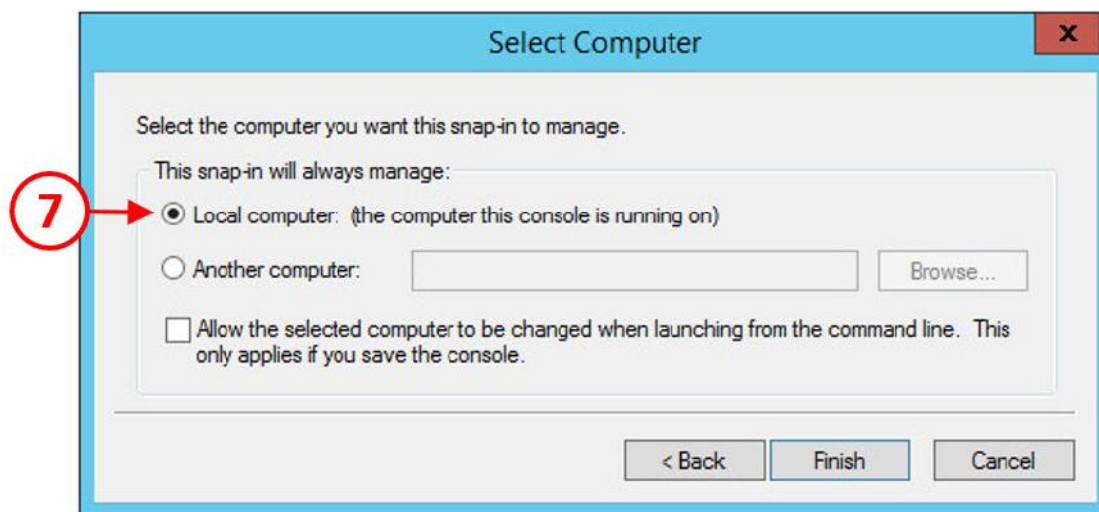 Select Computer
x
Select the computer you want this snap-in to manage.
This snap-in will always manage:
7
Local computer: (the computer this console is running on)
Another computer:
Browse...
Allow the selected computer to be changed when launching from the command line. This
only applies if you save the console.
< Back
Finish
Cancel